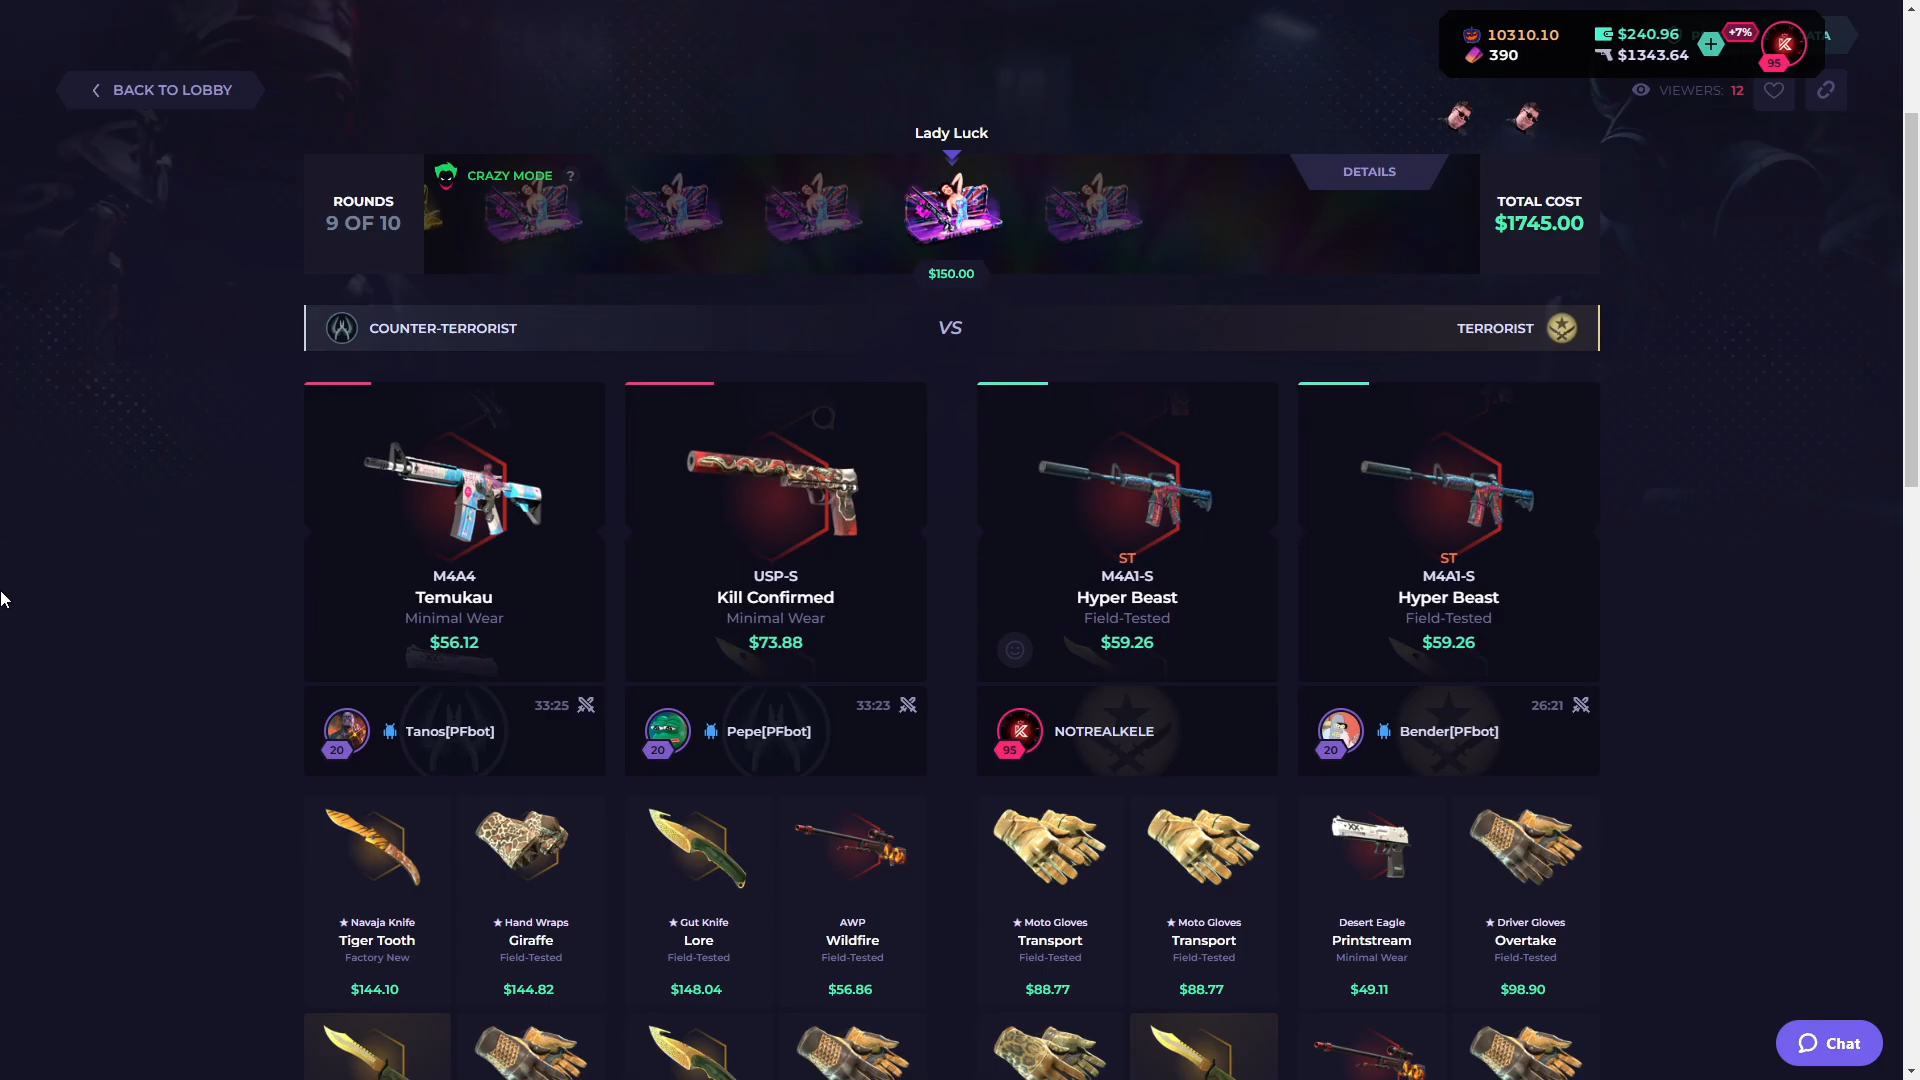 10310.10
390
$240.96
$1343.64
+7%
95
BACK TO LOBBY
VIEWERS: 12
Lady Luck
CRAZY MODE ?
DETAILS
ROUNDS
9 OF 10
TOTAL COST
$1745.00
$150.00
COUNTER-TERRORIST
VS
TERRORIST
M4A4
Temukau
Minimal Wear
$56.12
USP-S
Kill Confirmed
Minimal Wear
$73.88
ST
M4A1-S
Hyper Beast
Field-Tested
$59.26
ST
M4A1-S
Hyper Beast
Field-Tested
$59.26
33:25
Tanos[PFbot]
20
33:23
Pepe[PFbot]
20
NOTREALKELE
95
26:21
Bender[PFbot]
20
★ Navaja Knife
Tiger Tooth
Factory New
$144.10
★ Hand Wraps
Giraffe
Field-Tested
$144.82
★ Gut Knife
Lore
Field-Tested
$148.04
AWP
Wildfire
Field-Tested
$56.86
★ Moto Gloves
Transport
Field-Tested
$88.77
★ Moto Gloves
Transport
Field-Tested
$88.77
Desert Eagle
Printstream
Minimal Wear
$49.11
★ Driver Gloves
Overtake
Field-Tested
$98.90
Chat